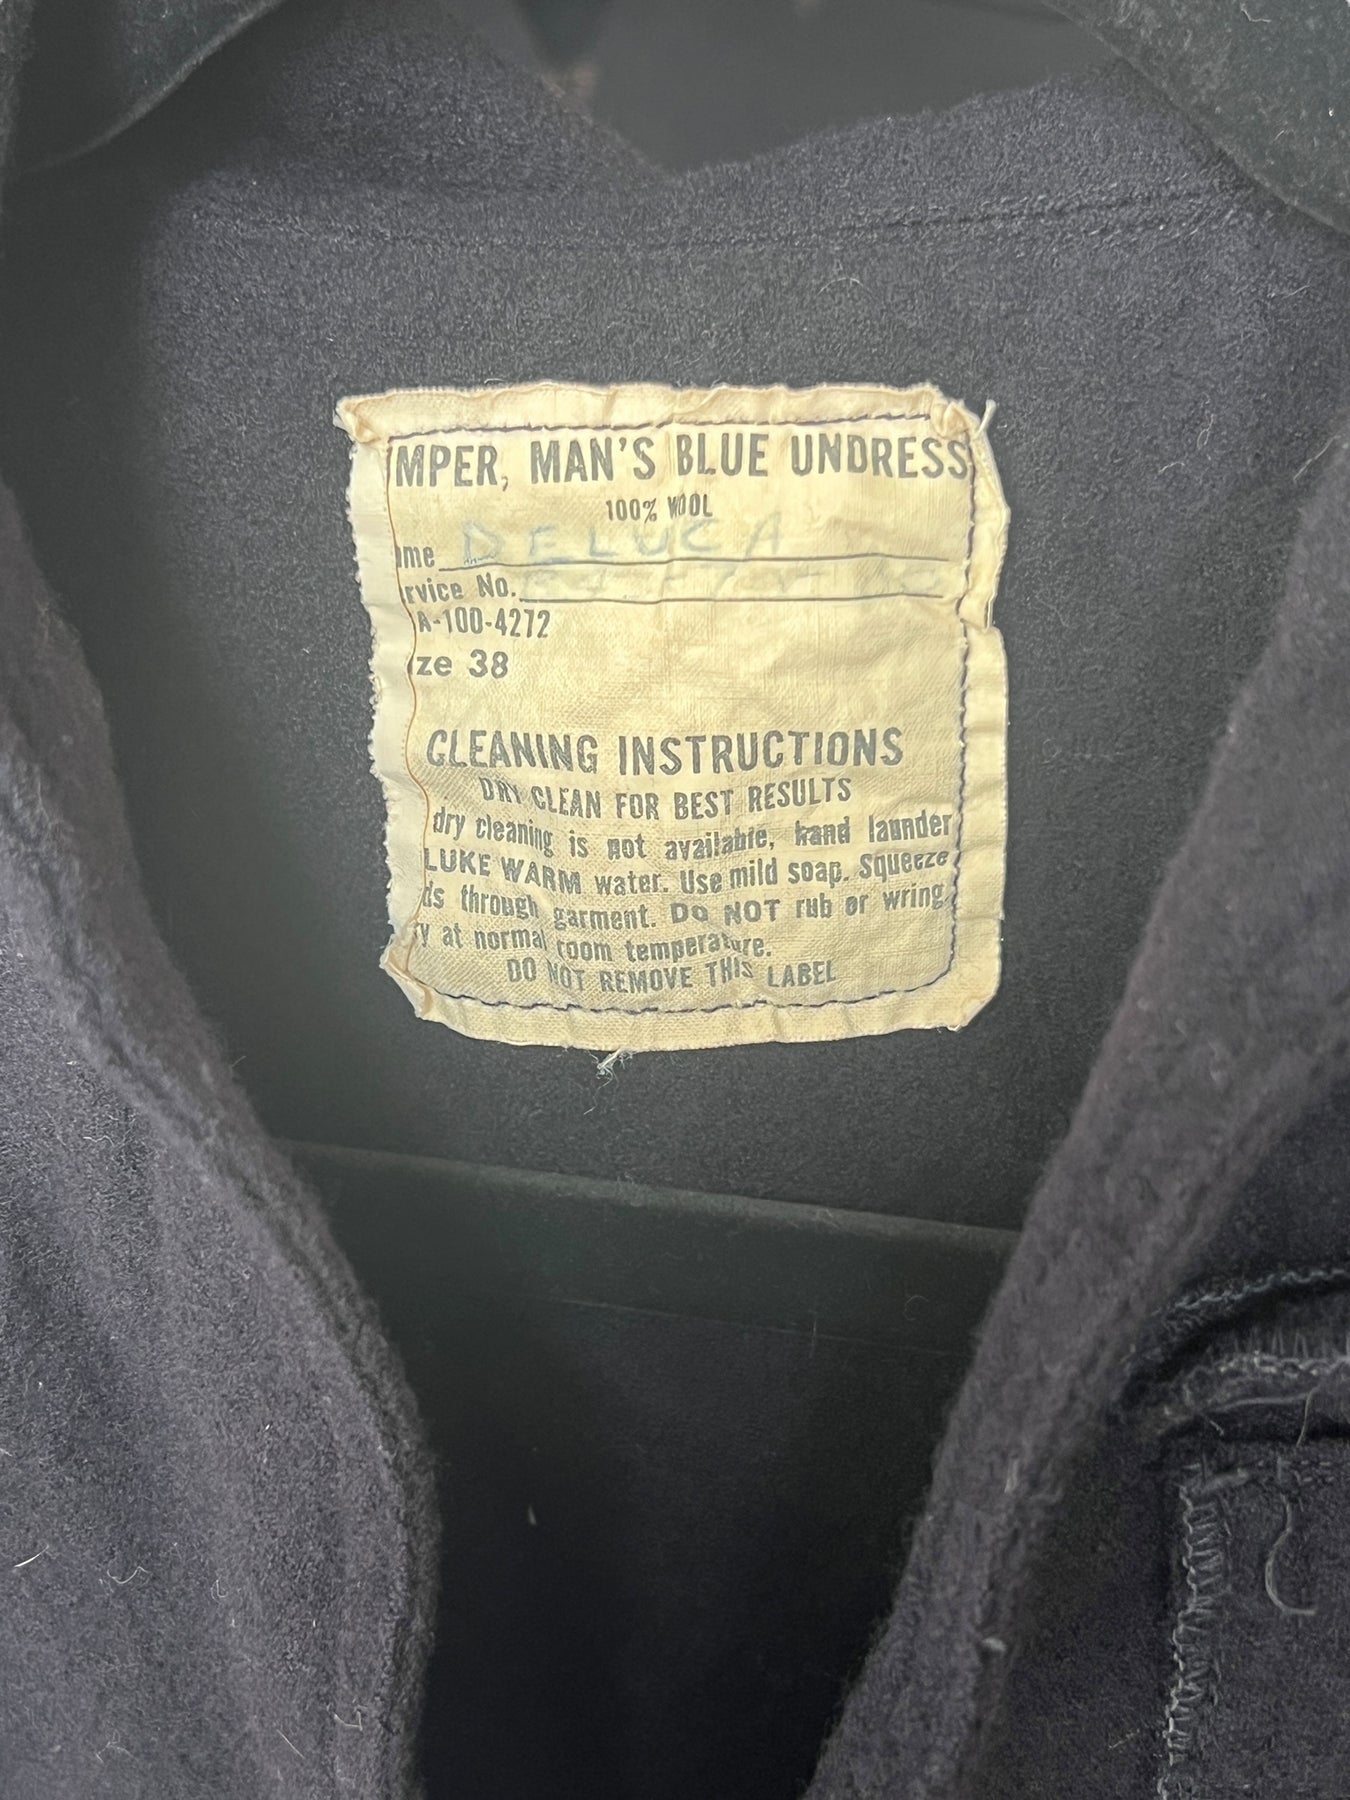 MPER, MAN'S BLUE UNDRESS
100% WOOL
ame DELUCA
rvice No.
A-100-4272
ze 38
CLEANING INSTRUCTIONS
DRY CLEAN FOR BEST RESULTS
dry cleaning is not available, hand launder
LUKE WARM water. Use mild soap. Squeeze
ds through garment. DO NOT rub or wring.
y at normal room temperature.
DO NOT REMOVE THIS LABEL